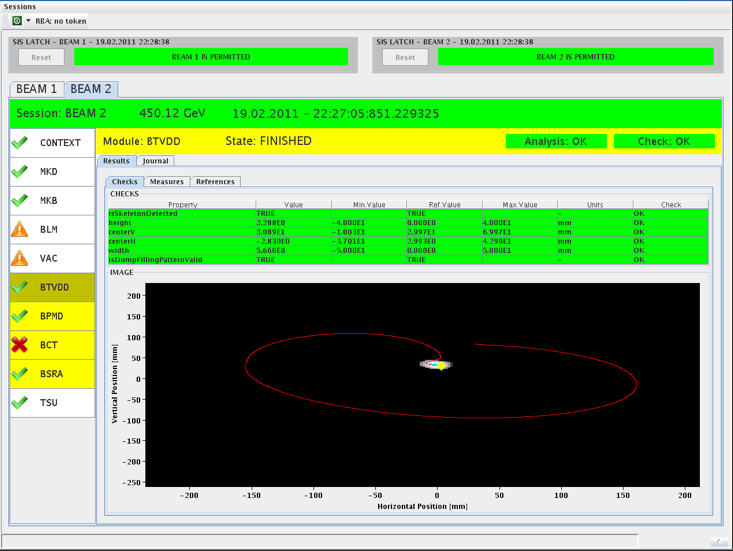 Sessions
RBA: no token
SIS LATCH - BEAM 1 - 19.02.2011 22:28:38
Reset
BEAM 1 IS PERMITTED
SIS LATCH - BEAM 2 - 19.02.2011 22:28:38
Reset
BEAM 2 IS PERMITTED
BEAM 1
BEAM 2
Session: BEAM 2 450.12 GeV 19.02.2011 - 22:27:05:851.229325
CONTEXT
MKD
MKB
BLM
VAC
BTVDD
BPMD
BCT
BSRA
TSU
Module: BTVDD State: FINISHED Analysis: OK Check: OK
Results Journal
Checks Measures References
CHECKS
Property Value Min.Value Ref.Value Max.Value Units Check
isSkeletonDetected TRUE TRUE - OK
height 2.288E0 -4.000E1 0.000E0 4.000E1 mm OK
centerV 3.089E1 -1.003E1 2.997E1 6.997E1 mm OK
centerH -2.830E0 -3.701E1 2.993E0 4.299E1 mm OK
width 5.660E0 -5.000E1 0.000E0 5.000E1 mm OK
isDumpFillingPatternValid TRUE TRUE - OK
IMAGE
Vertical Position [mm]
200
150
100
50
0
-50
-100
-150
-200
-250
-200 -150 -100 -50 0 50 100 150 200
Horizontal Position [mm]